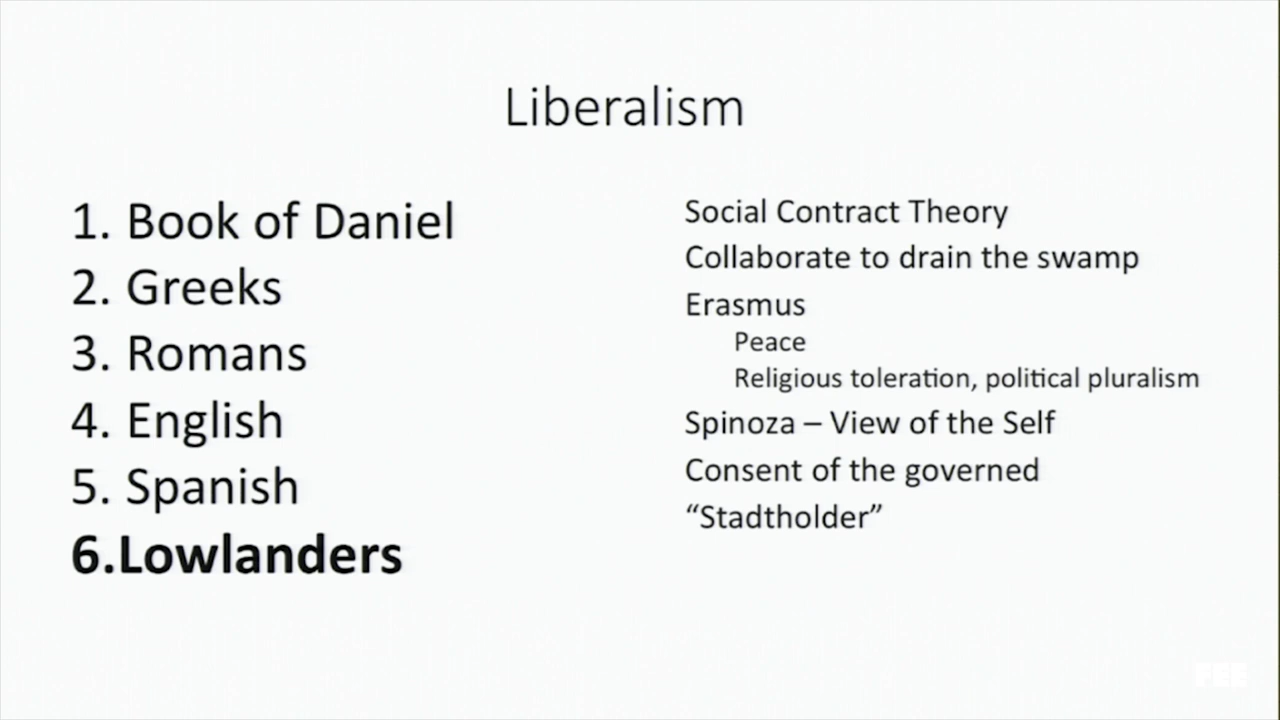 Liberalism
1. Book of Daniel
2. Greeks
3. Romans
4. English
5. Spanish
6.Lowlanders
Social Contract Theory
Collaborate to drain the swamp
Erasmus
Peace
Religious toleration, political pluralism
Spinoza – View of the Self
Consent of the governed
“Stadtholder”
FEE